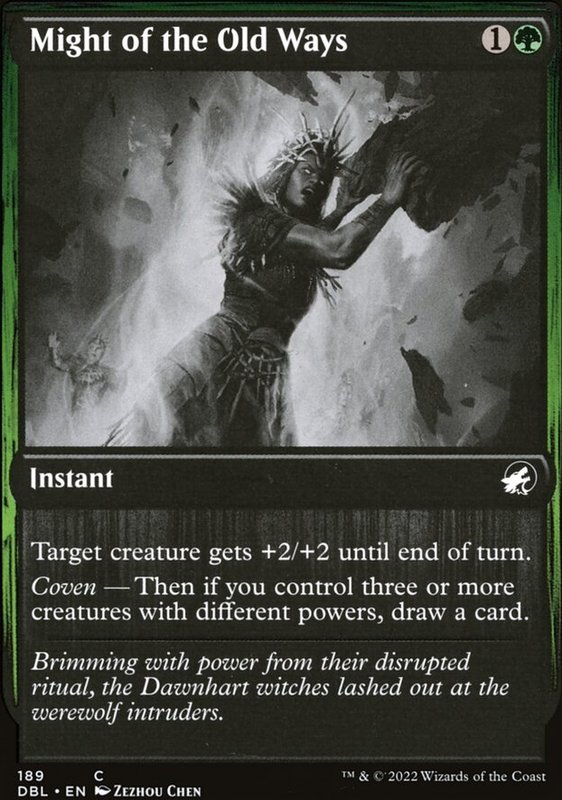 Might of the Old Ways 1
Instant
Target creature gets +2/+2 until end of turn.
Coven — Then if you control three or more
creatures with different powers, draw a card.
Brimming with power from their disrupted
ritual, the Dawnhart witches lashed out at the
werewolf intruders.
189 C
DBL • EN Zezhou Chen ™ & © 2022 Wizards of the Coast